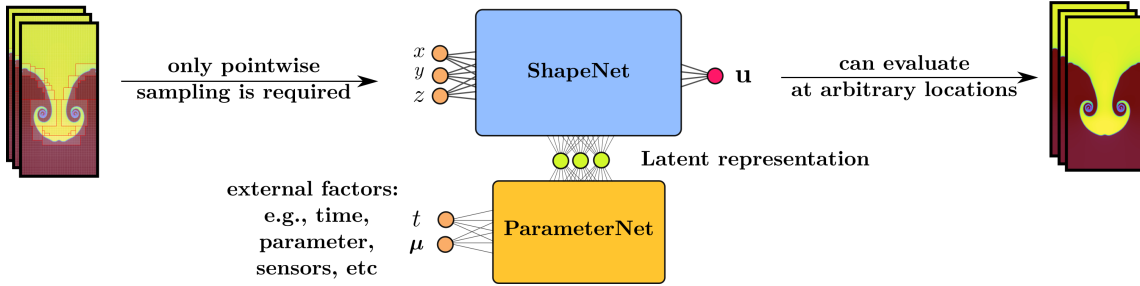 only pointwise
sampling is required
x
y
z
ShapeNet
u
can evaluate
at arbitrary locations
Latent representation
external factors:
e.g., time,
parameter,
sensors, etc
t
μ
ParameterNet